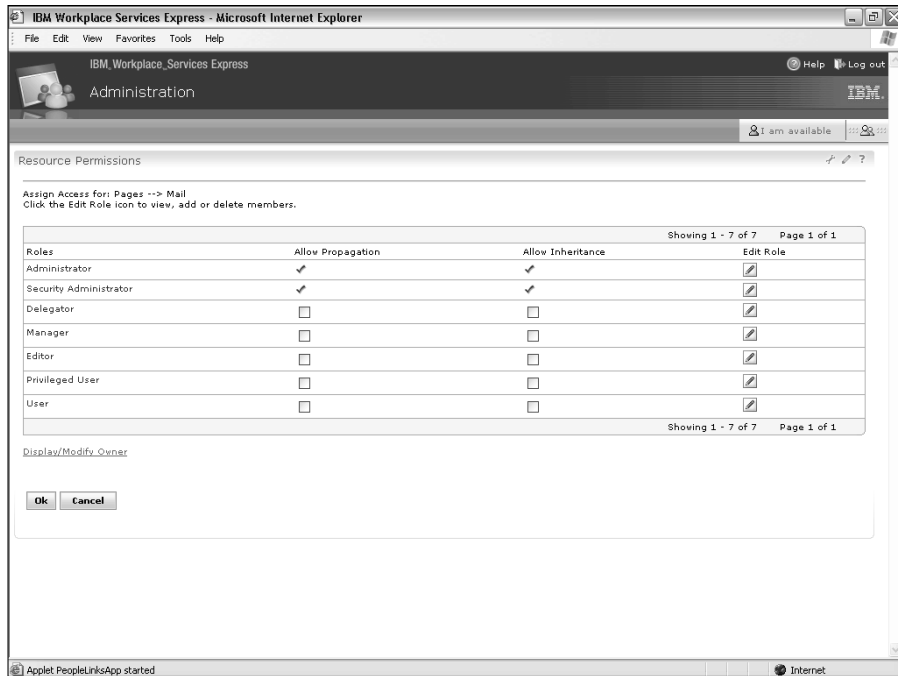 IBM Workplace Services Express - Microsoft Internet Explorer
File Edit View Favorites Tools Help
IBM_Workplace_Services Express
Help Log out
Administration
IBM.
I am available
Resource Permissions
?
Assign Access for: Pages --> Mail
Click the Edit Role icon to view, add or delete members.
Showing 1 - 7 of 7 Page 1 of 1
Roles Allow Propagation Allow Inheritance Edit Role
Administrator
Security Administrator
Delegator
Manager
Editor
Privileged User
User
Showing 1 - 7 of 7 Page 1 of 1
Display/Modify Owner
Ok Cancel
Applet PeopleLinksApp started Internet